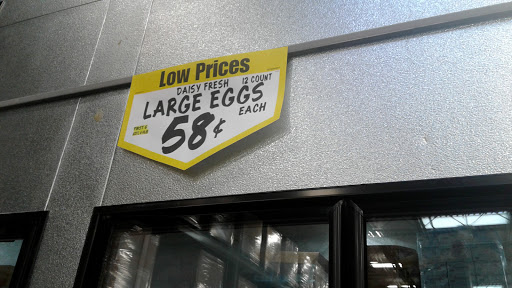 Low Prices
DAISY FRESH 12 COUNT
LARGE EGGS
EACH
58¢